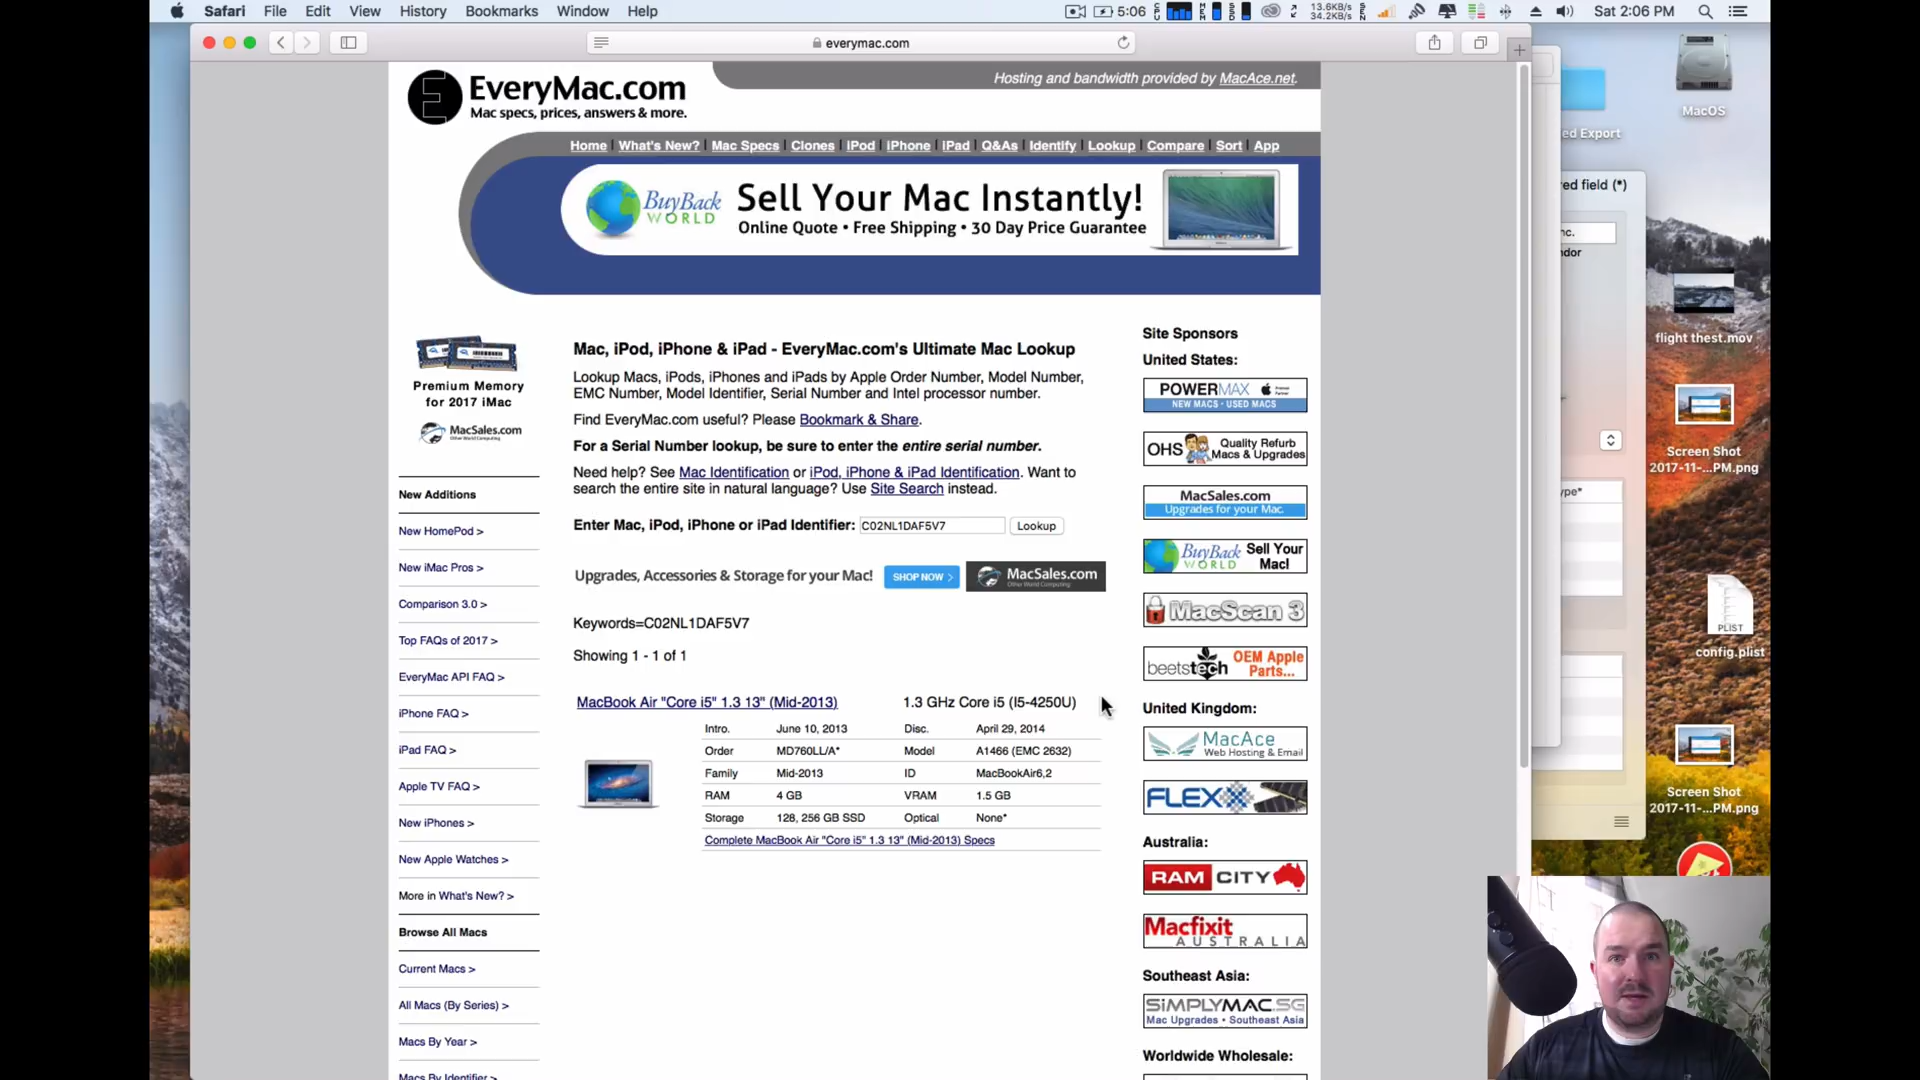 Safari File Edit View History Bookmarks Window Help
5:06
13.6KB/s
34.2KB/s
Sat 2:06 PM
everymac.com
EveryMac.com
Mac specs, prices, answers & more.
Hosting and bandwidth provided by MacAce.net.
Home | What's New? | Mac Specs | Clones | iPod | iPhone | iPad | Q&As | Identify | Lookup | Compare | Sort | App
BuyBack
WORLD
Sell Your Mac Instantly!
Online Quote • Free Shipping • 30 Day Price Guarantee
Premium Memory
for 2017 iMac
MacSales.com
New Additions
New HomePod >
New iMac Pros >
Comparison 3.0 >
Top FAQs of 2017 >
EveryMac API FAQ >
iPhone FAQ >
iPad FAQ >
Apple TV FAQ >
New iPhones >
New Apple Watches >
More in What's New? >
Browse All Macs
Current Macs >
All Macs (By Series) >
Macs By Year >
Macs By Identifier >
Mac, iPod, iPhone & iPad - EveryMac.com's Ultimate Mac Lookup
Lookup Macs, iPods, iPhones and iPads by Apple Order Number, Model Number,
EMC Number, Model Identifier, Serial Number and Intel processor number.
Find EveryMac.com useful? Please Bookmark & Share.
For a Serial Number lookup, be sure to enter the entire serial number.
Need help? See Mac Identification or iPod, iPhone & iPad Identification. Want to
search the entire site in natural language? Use Site Search instead.
Enter Mac, iPod, iPhone or iPad Identifier: C02NL1DAF5V7 Lookup
Upgrades, Accessories & Storage for your Mac! SHOP NOW > MacSales.com
Other World Computing
Keywords=C02NL1DAF5V7
Showing 1 - 1 of 1
MacBook Air "Core i5" 1.3 13" (Mid-2013) 1.3 GHz Core i5 (I5-4250U)
Intro. June 10, 2013 Disc. April 29, 2014
Order MD760LL/A* Model A1466 (EMC 2632)
Family Mid-2013 ID MacBookAir6,2
RAM 4 GB VRAM 1.5 GB
Storage 128, 256 GB SSD Optical None*
Complete MacBook Air "Core i5" 1.3 13" (Mid-2013) Specs
Site Sponsors
United States:
POWERMAX
NEW MACS • USED MACS
OHS Quality Refurb
Macs & Upgrades
MacSales.com
Upgrades for your Mac.
BuyBack
WORLD
Sell Your
Mac!
MacScan 3
beetstech OEM Apple
Parts...
United Kingdom:
MacAce
Web Hosting & Email
FLEX
Australia:
RAM CITY
Macfixit
AUSTRALIA
Southeast Asia:
SiMPLYMAC.SG
Mac Upgrades • Southeast Asia
Worldwide Wholesale:
MacOS
ed Export
red field (*)
nc.
ndor
ype*
flight thest.mov
Screen Shot
2017-11-...PM.png
PLIST
config.plist
Screen Shot
2017-11-...PM.png